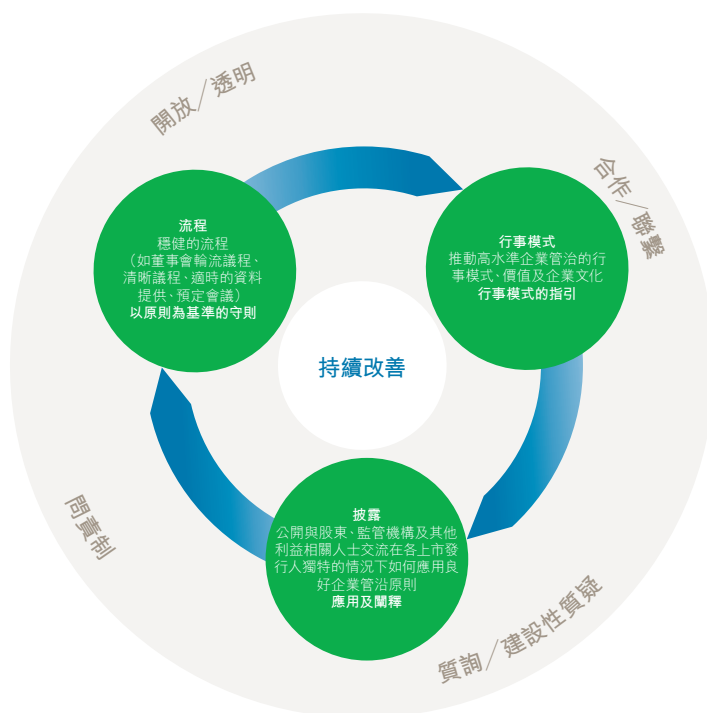 開放／透明
合作／聯繫
流程
穩健的流程
（如董事會輪流議程、
清晰議程、適時的資料
提供、預定會議）
以原則為基準的守則
行事模式
推動高水準企業管治的行
事模式、價值及企業文化
行事模式的指引
持續改善
披露
公開與股東、監管機構及其他
利益相關人士交流在各上市發
行人獨特的情況下如何應用良
好企業管治原則
應用及闡釋
問責制
質詢／建設性質疑